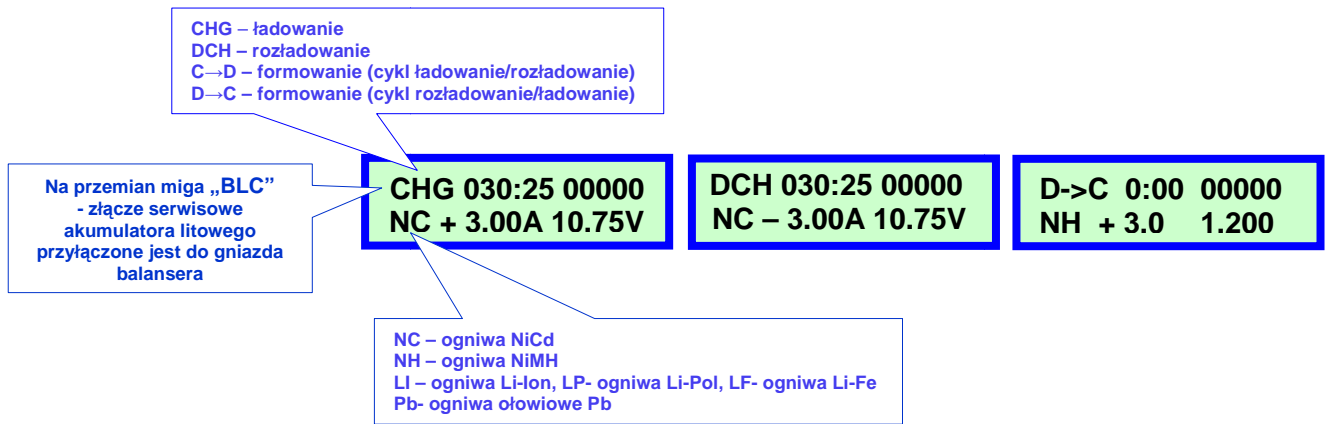 CHG – ładowanie
DCH – rozładowanie
C→D – formowanie (cykl ładowanie/rozładowanie)
D→C – formowanie (cykl rozładowanie/ładowanie)
Na przemian miga „BLC”
- złącze serwisowe
akumulatora litowego
przyłączone jest do gniazda
balansera
CHG 030:25 00000
NC + 3.00A 10.75V
DCH 030:25 00000
NC – 3.00A 10.75V
D->C 0:00 00000
NH + 3.0 1.200
NC – ogniwa NiCd
NH – ogniwa NiMH
LI – ogniwa Li-Ion, LP- ogniwa Li-Pol, LF- ogniwa Li-Fe
Pb- ogniwa ołowiowe Pb